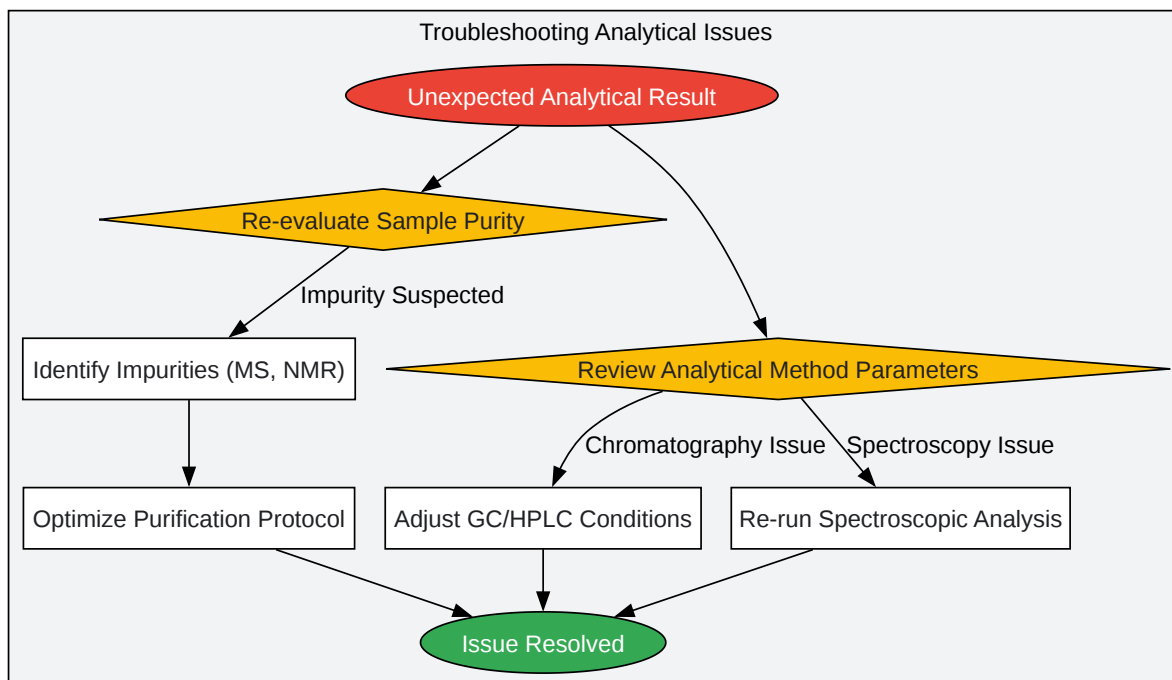 Troubleshooting Analytical Issues
Unexpected Analytical Result
Re-evaluate Sample Purity
Impurity Suspected
Identify Impurities (MS, NMR)
Review Analytical Method Parameters
Chromatography Issue
Spectroscopy Issue
Optimize Purification Protocol
Adjust GC/HPLC Conditions
Re-run Spectroscopic Analysis
Issue Resolved